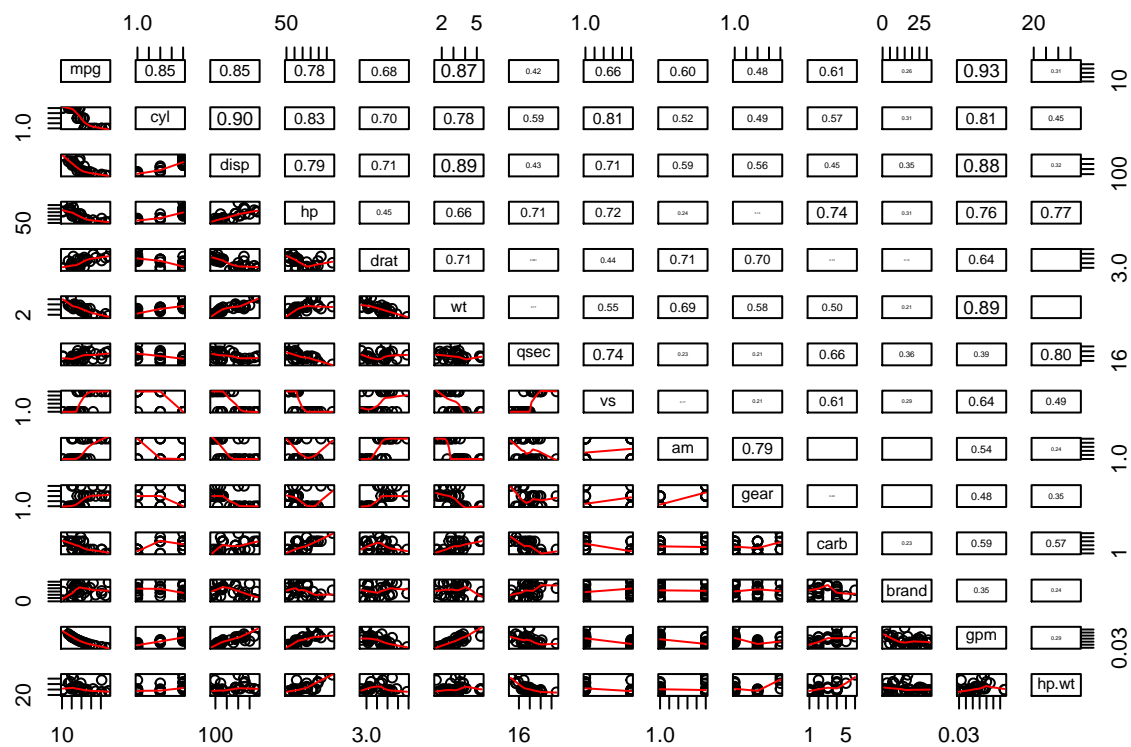 1.0 50 2 5 1.0 1.0 0 25 20
mpg 0.85 0.85 0.78 0.68 0.87 0.42 0.66 0.60 0.48 0.61 0.26 0.93 0.31 10
1.0 cyl 0.90 0.83 0.70 0.78 0.59 0.81 0.52 0.49 0.57 0.31 0.81 0.45
disp 0.79 0.71 0.89 0.43 0.71 0.59 0.56 0.45 0.35 0.88 0.32 100
50 hp 0.45 0.66 0.71 0.72 0.24 0.74 0.31 0.76 0.77
drat 0.71 0.44 0.71 0.70 0.64 3.0
2 wt 0.55 0.69 0.58 0.50 0.21 0.89
qsec 0.74 0.23 0.21 0.66 0.36 0.39 0.80 16
1.0 vs 0.21 0.61 0.29 0.64 0.49
am 0.79 0.54 0.24 1.0
1.0 gear 0.48 0.35
carb 0.23 0.59 0.57 1
0 brand 0.35 0.24
gpm 0.29 0.03
20 hp.wt
10 100 3.0 16 1.0 1 5 0.03